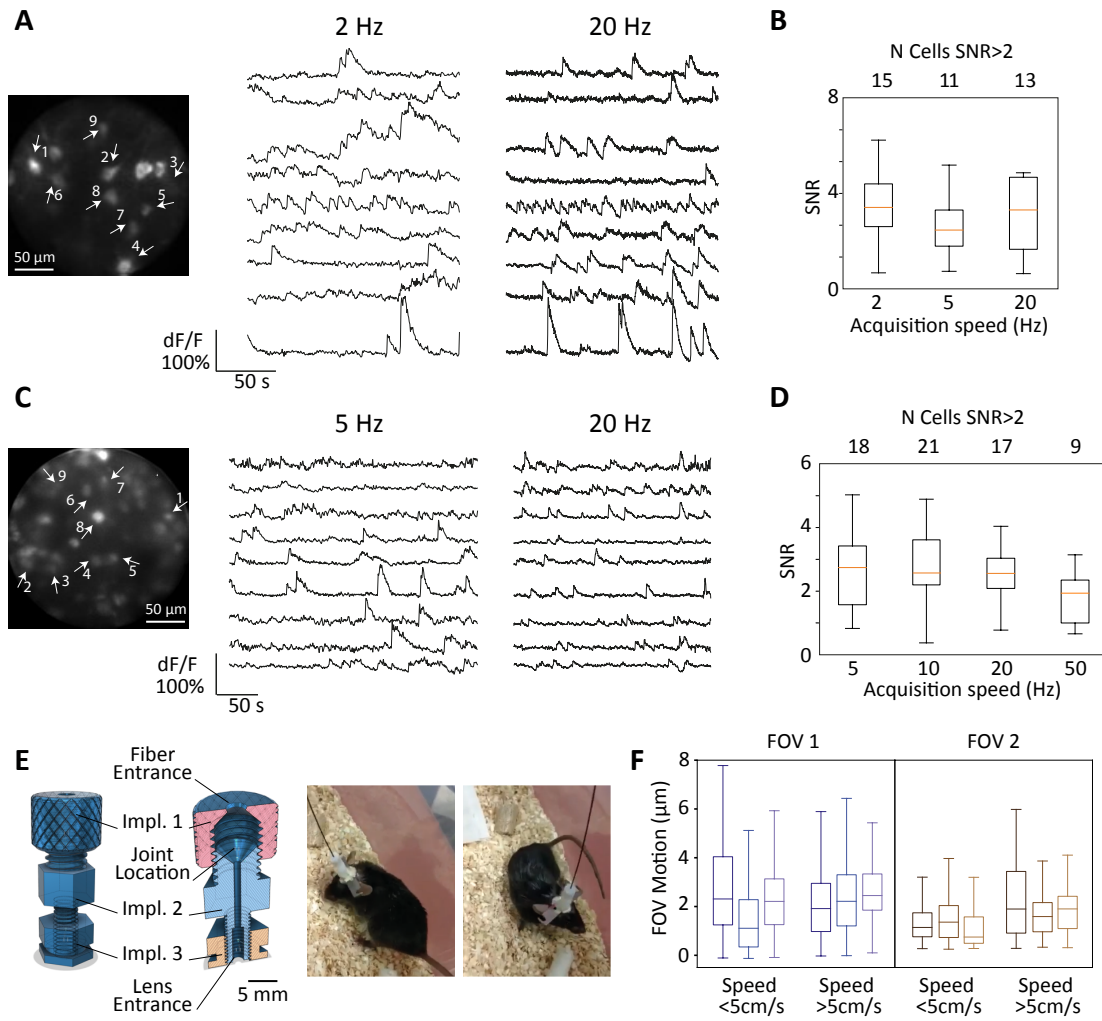 A
2 Hz
20 Hz
9
1
2
3
6
8
5
7
4
50 µm
dF/F
100%
50 s
B
N Cells SNR>2
15 11 13
8
4
0
SNR
2 5 20
Acquisition speed (Hz)
C
5 Hz
20 Hz
9
7
6
1
8
2
3
4
5
50 µm
dF/F
100%
50 s
D
N Cells SNR>2
18 21 17 9
6
4
2
0
SNR
5 10 20 50
Acquisition speed (Hz)
E
Fiber
Entrance
Impl. 1
Joint
Location
Impl. 2
Impl. 3
Lens
Entrance
5 mm
F
FOV 1 FOV 2
8
6
4
2
0
FOV Motion (µm)
Speed
<5cm/s
Speed
>5cm/s
Speed
<5cm/s
Speed
>5cm/s